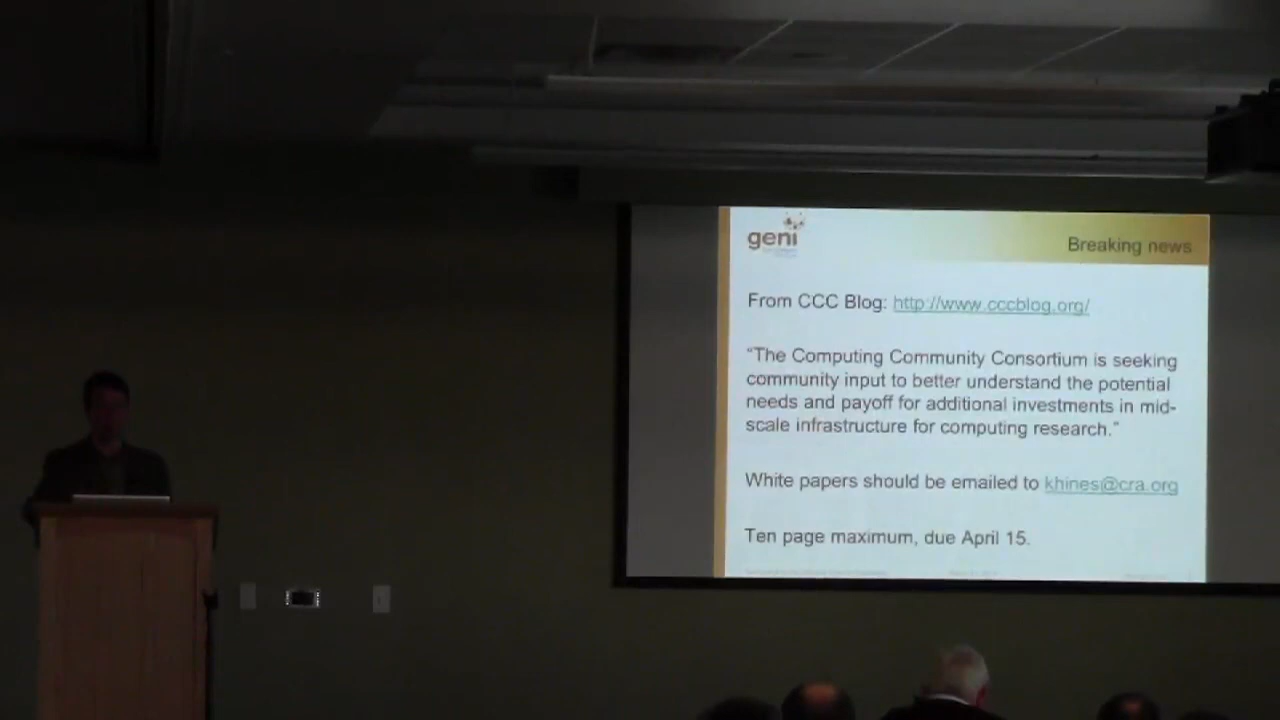 geni
Breaking news
From CCC Blog: http://www.cccblog.org/
“The Computing Community Consortium is seeking
community input to better understand the potential
needs and payoff for additional investments in mid-
scale infrastructure for computing research.”
White papers should be emailed to khines@cra.org
Ten page maximum, due April 15.